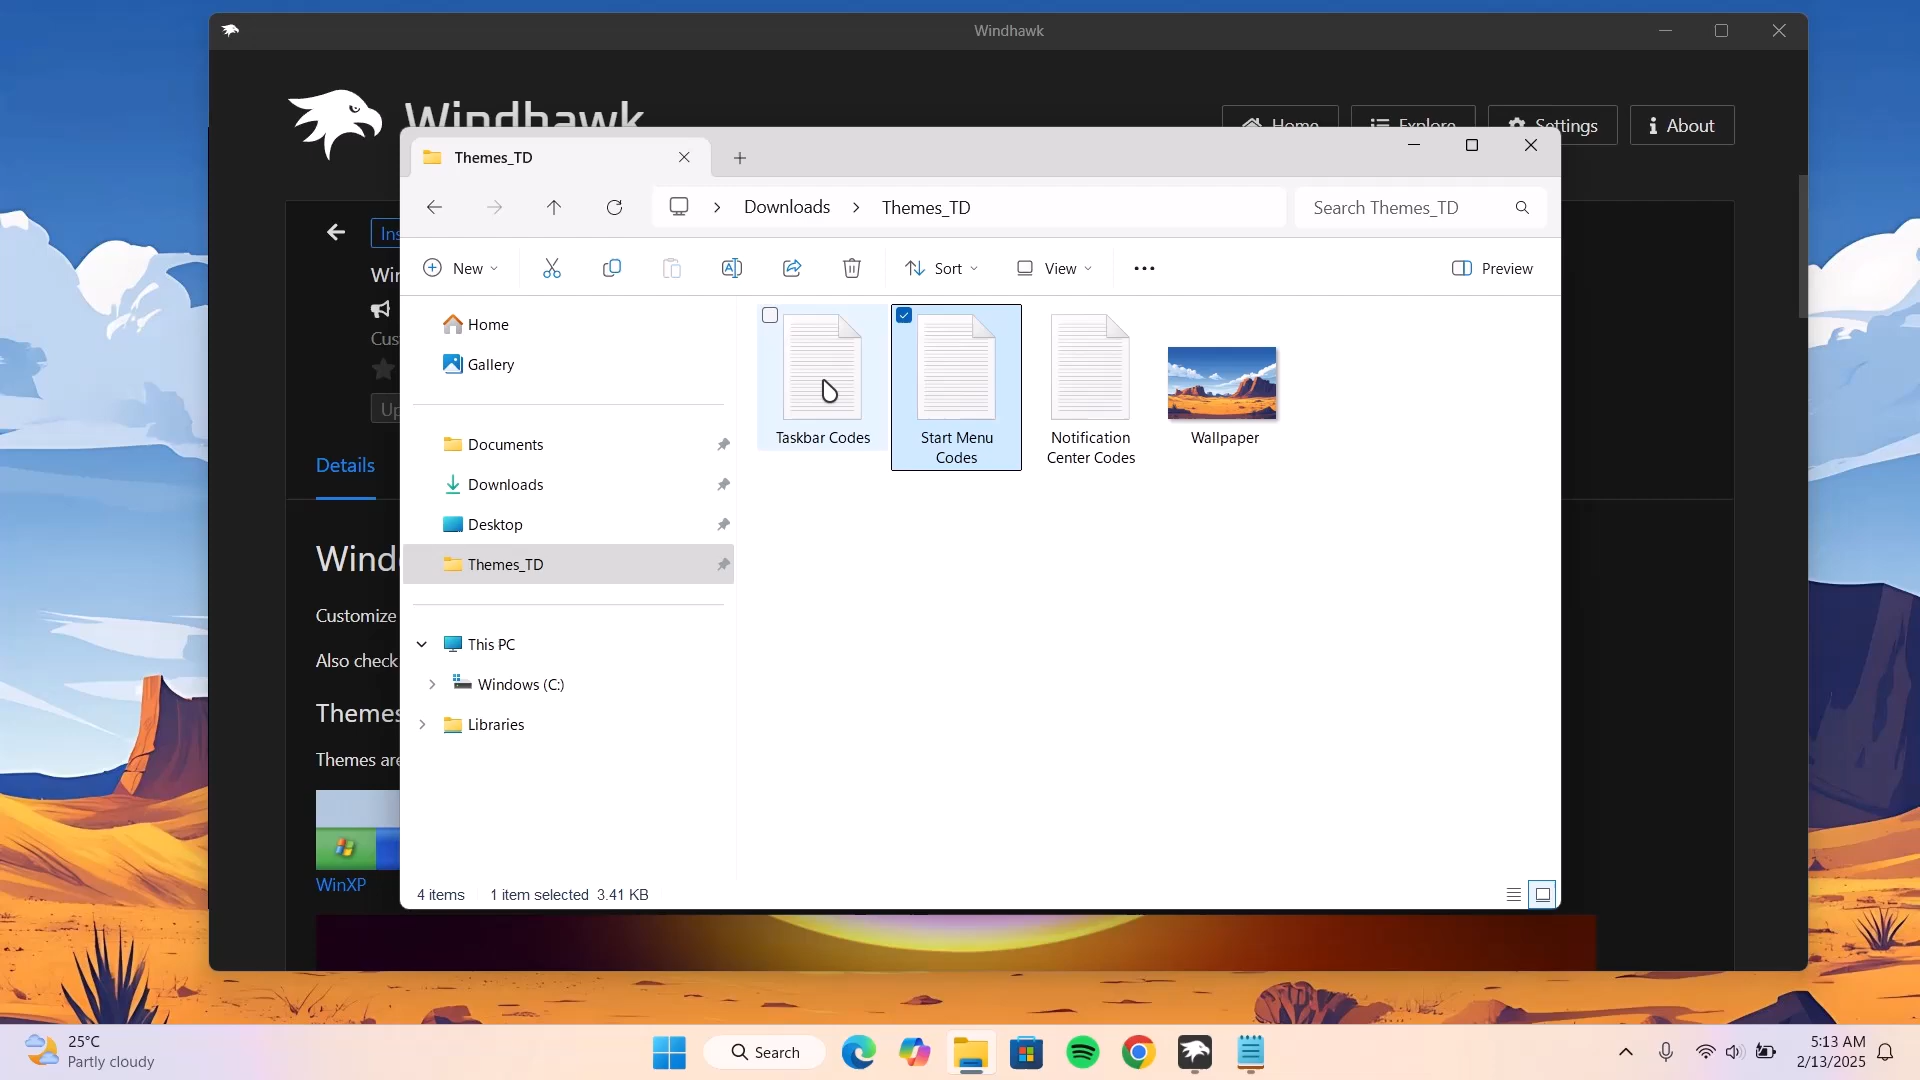 Windhawk
Windhawk
Home
Explore
Settings
About
Themes_TD
Downloads
Themes_TD
Search Themes_TD
New
Sort
View
Preview
Home
Gallery
Documents
Downloads
Desktop
Themes_TD
This PC
Windows (C:)
Libraries
Taskbar Codes
Start Menu
Codes
Notification
Center Codes
Wallpaper
4 items
1 item selected 3.41 KB
Details
Customize
Also check
Themes
Themes are
WinXP
25°C
Partly cloudy
Search
5:13 AM
2/13/2025